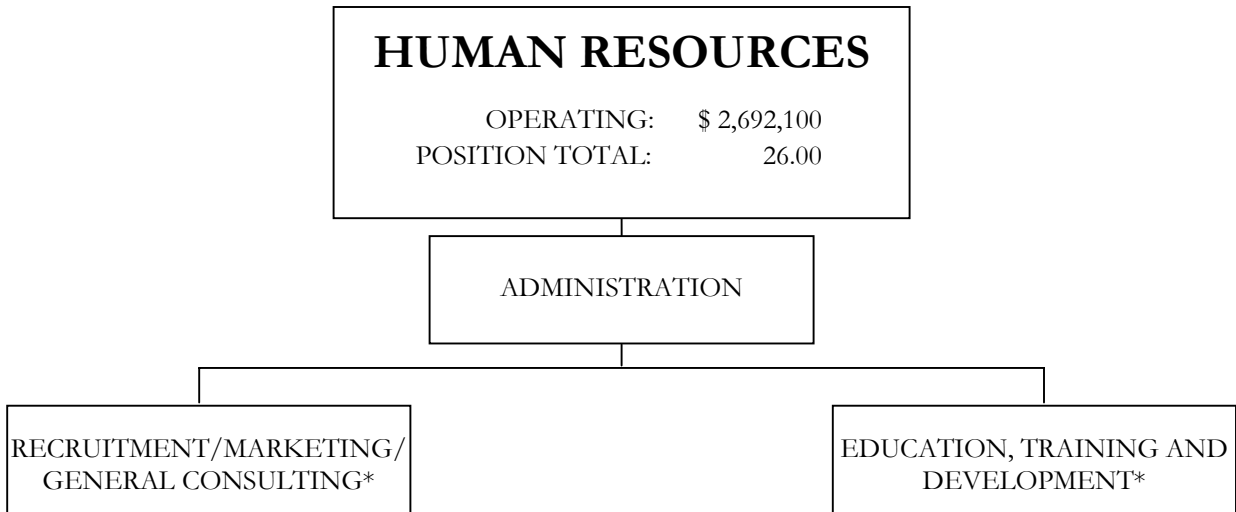 HUMAN RESOURCES
OPERATING: $ 2,692,100
POSITION TOTAL: 26.00
ADMINISTRATION
RECRUITMENT/MARKETING/
GENERAL CONSULTING*
EDUCATION, TRAINING AND
DEVELOPMENT*